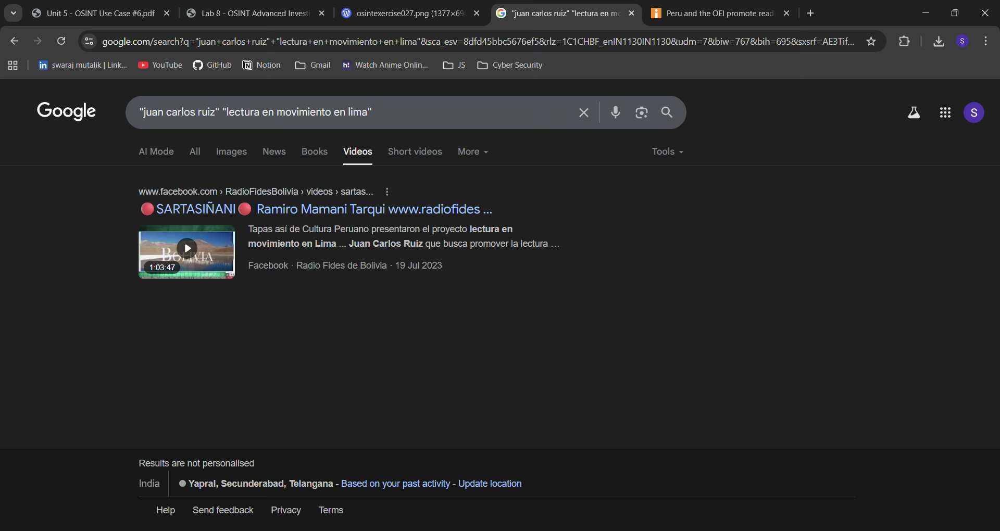 Unit 5 - OSINT Use Case #6.pdf
Lab 8 - OSINT Advanced Investi
osintexercise027.png (1377×69
"juan carlos ruiz" "lectura en mo
Peru and the OEI promote readi
google.com/search?q="juan+carlos+ruiz"+"lectura+en+movimiento+en+lima"&sca_esv=8dfd45bbc5676ef5&rlz=1C1CHBF_enIN1130IN1130&udm=7&biw=767&bih=695&sxsrf=AE3Tif...
S
in swaraj mutalik | Link...
YouTube
GitHub
Notion
Gmail
h! Watch Anime Onlin...
JS
Cyber Security
Google
"juan carlos ruiz" "lectura en movimiento en lima"
S
AI Mode All Images News Books Videos Short videos More Tools
www.facebook.com › RadioFidesBolivia › videos › sartas...
SARTASIÑANI Ramiro Mamani Tarqui www.radiofides ...
Tapas así de Cultura Peruano presentaron el proyecto lectura en
movimiento en Lima ... Juan Carlos Ruiz que busca promover la lectura ...
BOLIVIA
1:03:47
Facebook · Radio Fides de Bolivia · 19 Jul 2023
Results are not personalised
India
Yapral, Secunderabad, Telangana - Based on your past activity - Update location
Help Send feedback Privacy Terms